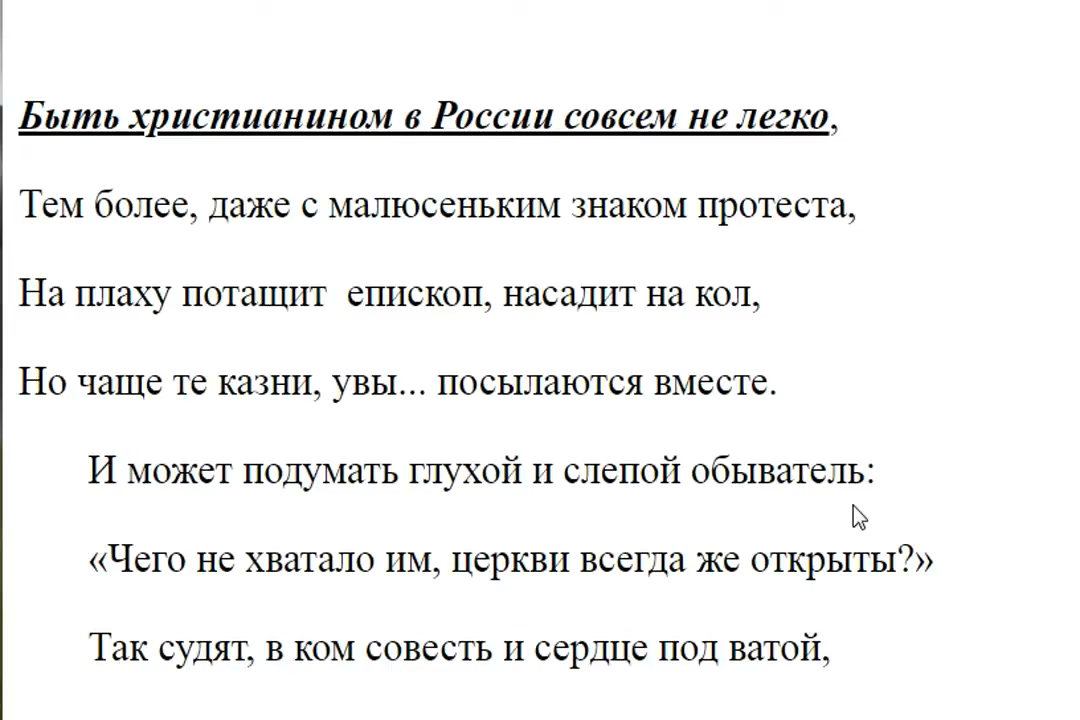 Быть христианином в России совсем не легко,
Тем более, даже с малюсеньким знаком протеста,
На плаху потащит  епископ, насадит на кол,
Но чаще те казни, увы... посылаются вместе.
И может подумать глухой и слепой обыватель:
«Чего не хватало им, церкви всегда же открыты?»
Так судят, в ком совесть и сердце под ватой,